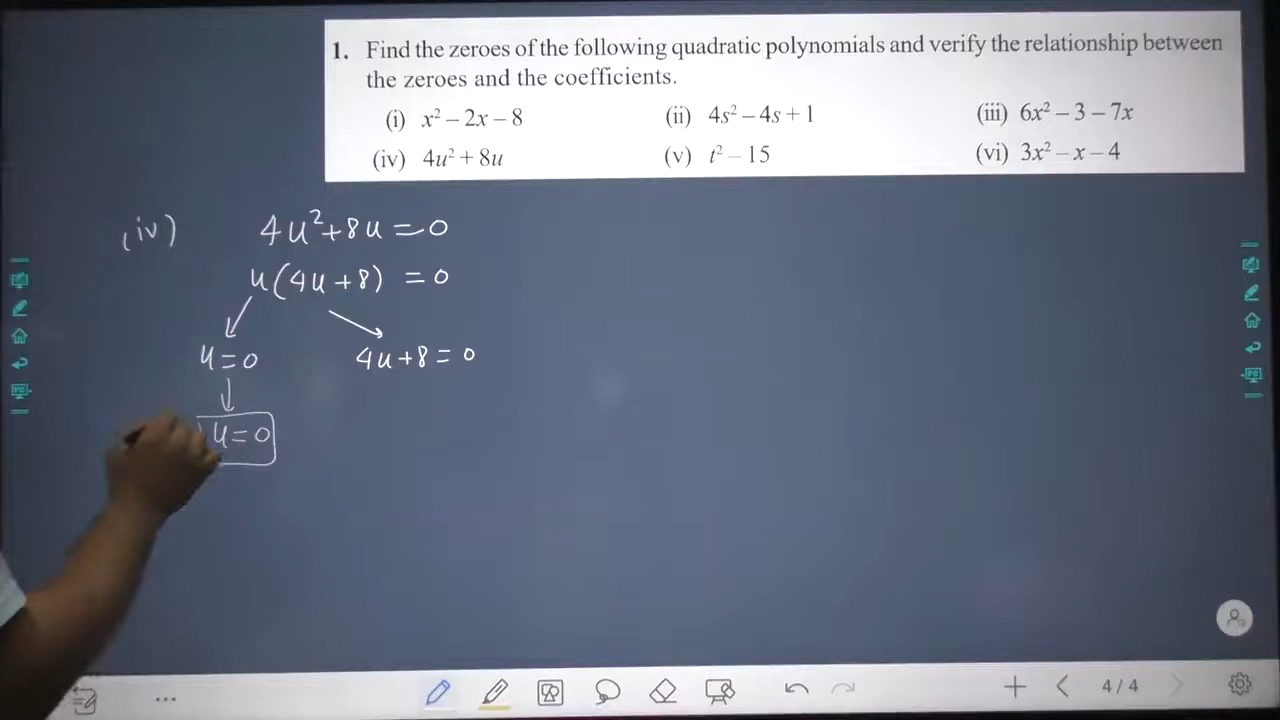 1. Find the zeroes of the following quadratic polynomials and verify the relationship between
the zeroes and the coefficients.
(i) x² – 2x – 8 (ii) 4s² – 4s + 1 (iii) 6x² – 3 – 7x
(iv) 4u² + 8u (v) t² – 15 (vi) 3x² – x – 4
(iv) 4u²+8u=0
u(4u+8) = 0
u=0 4u+8=0
u=0
4/4